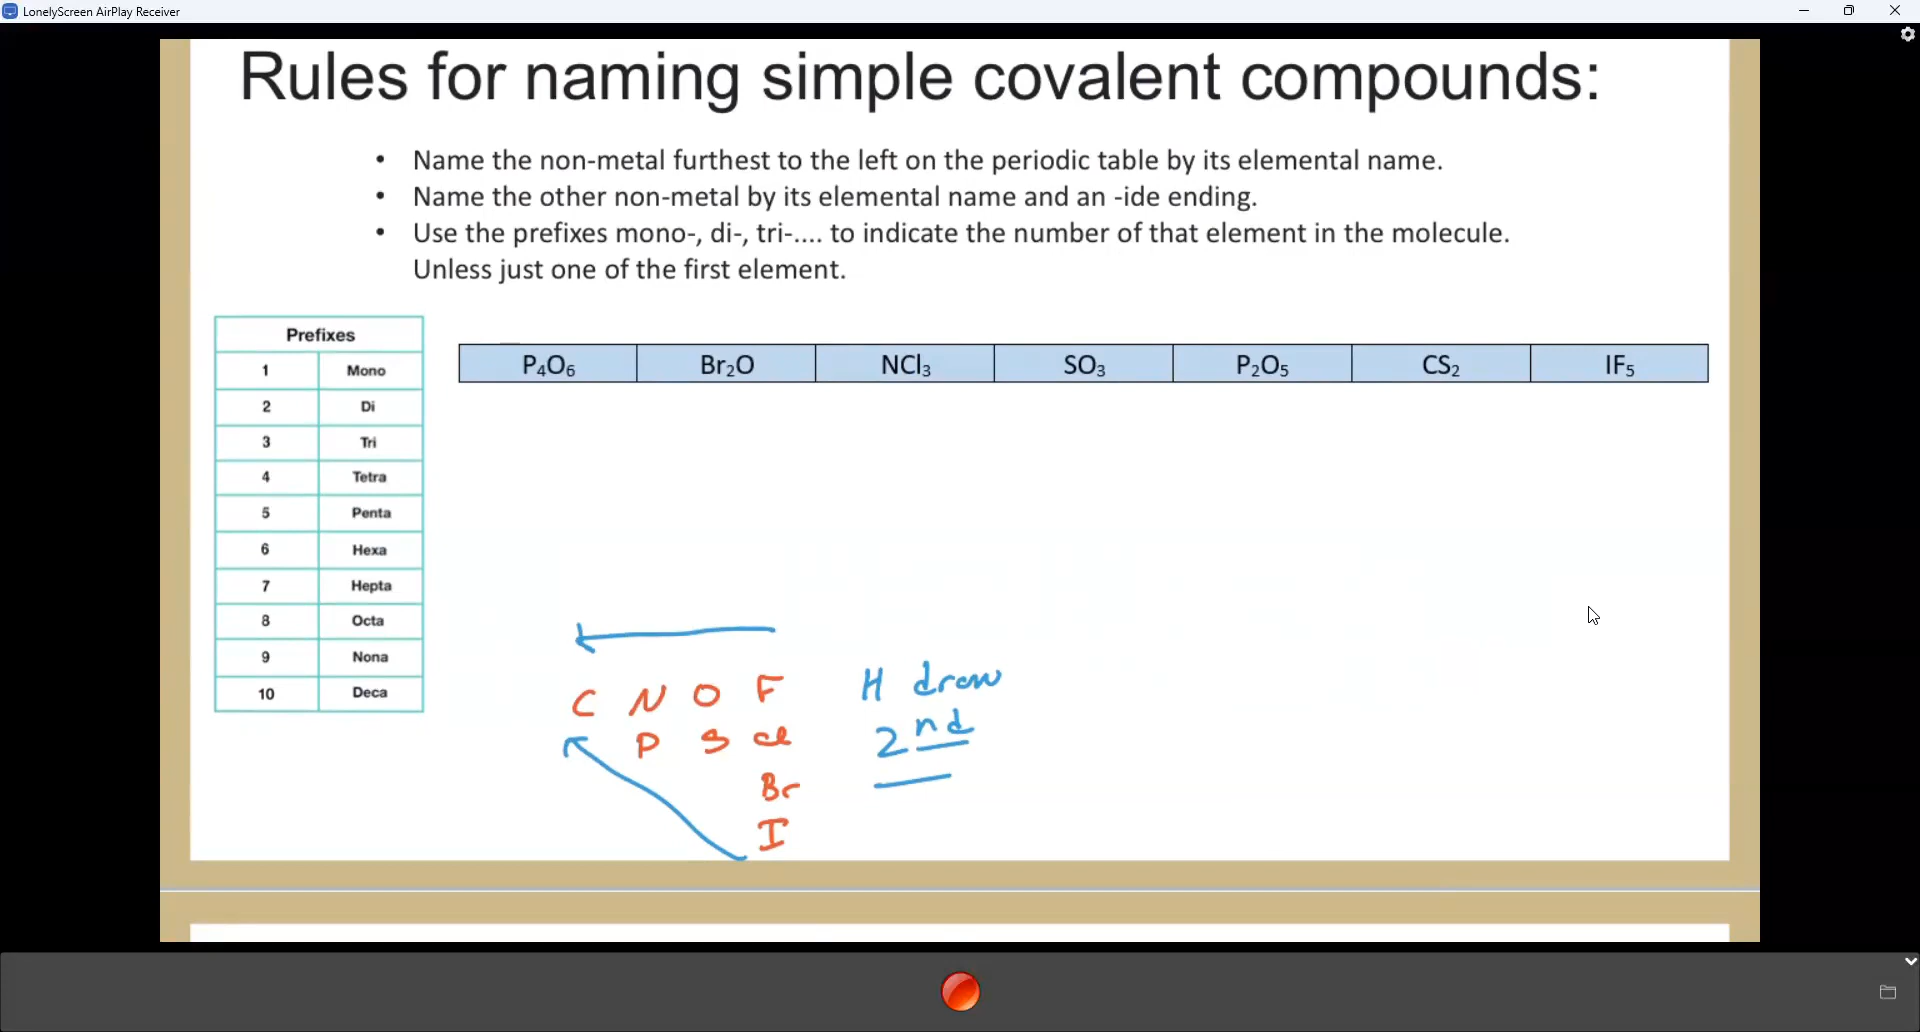 LonelyScreen AirPlay Receiver
Rules for naming simple covalent compounds:
• Name the non-metal furthest to the left on the periodic table by its elemental name.
• Name the other non-metal by its elemental name and an -ide ending.
• Use the prefixes mono-, di-, tri-.... to indicate the number of that element in the molecule.
Unless just one of the first element.
Prefixes
1 Mono
2 Di
3 Tri
4 Tetra
5 Penta
6 Hexa
7 Hepta
8 Octa
9 Nona
10 Deca
P₄O₆ Br₂O NCl₃ SO₃ P₂O₅ CS₂ IF₅
C N O F
P S Cl
Br
I
H draw
2nd